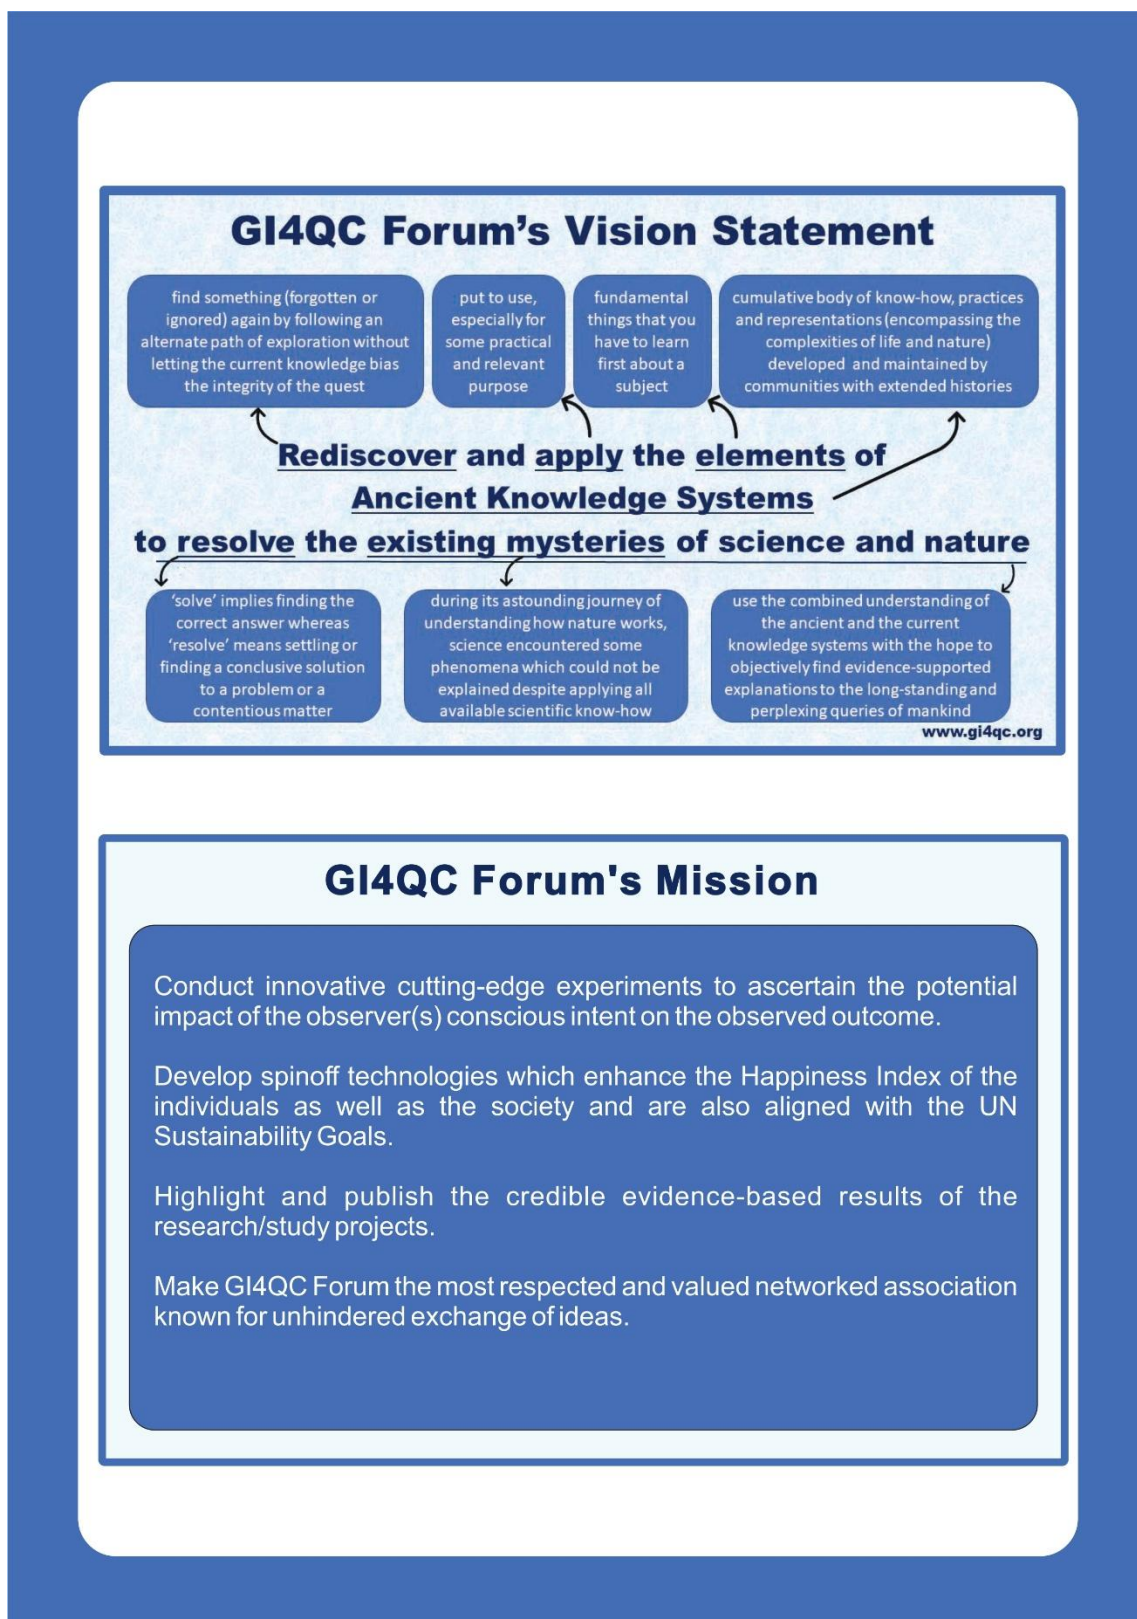 GI4QC Forum’s Vision Statement
find something (forgotten or
ignored) again by following an
alternate path of exploration without
letting the current knowledge bias
the integrity of the quest
put to use,
especially for
some practical
and relevant
purpose
fundamental
things that you
have to learn
first about a
subject
cumulative body of know-how, practices
and representations (encompassing the
complexities of life and nature)
developed and maintained by
communities with extended histories
Rediscover and apply the elements of
Ancient Knowledge Systems
to resolve the existing mysteries of science and nature
‘solve’ implies finding the
correct answer whereas
‘resolve’ means settling or
finding a conclusive solution
to a problem or a
contentious matter
during its astounding journey of
understanding how nature works,
science encountered some
phenomena which could not be
explained despite applying all
available scientific know-how
use the combined understanding of
the ancient and the current
knowledge systems with the hope to
objectively find evidence-supported
explanations to the long-standing and
perplexing queries of mankind
www.gi4qc.org
GI4QC Forum's Mission
Conduct innovative cutting-edge experiments to ascertain the potential
impact of the observer(s) conscious intent on the observed outcome.
Develop spinoff technologies which enhance the Happiness Index of the
individuals as well as the society and are also aligned with the UN
Sustainability Goals.
Highlight and publish the credible evidence-based results of the
research/study projects.
Make GI4QC Forum the most respected and valued networked association
known for unhindered exchange of ideas.